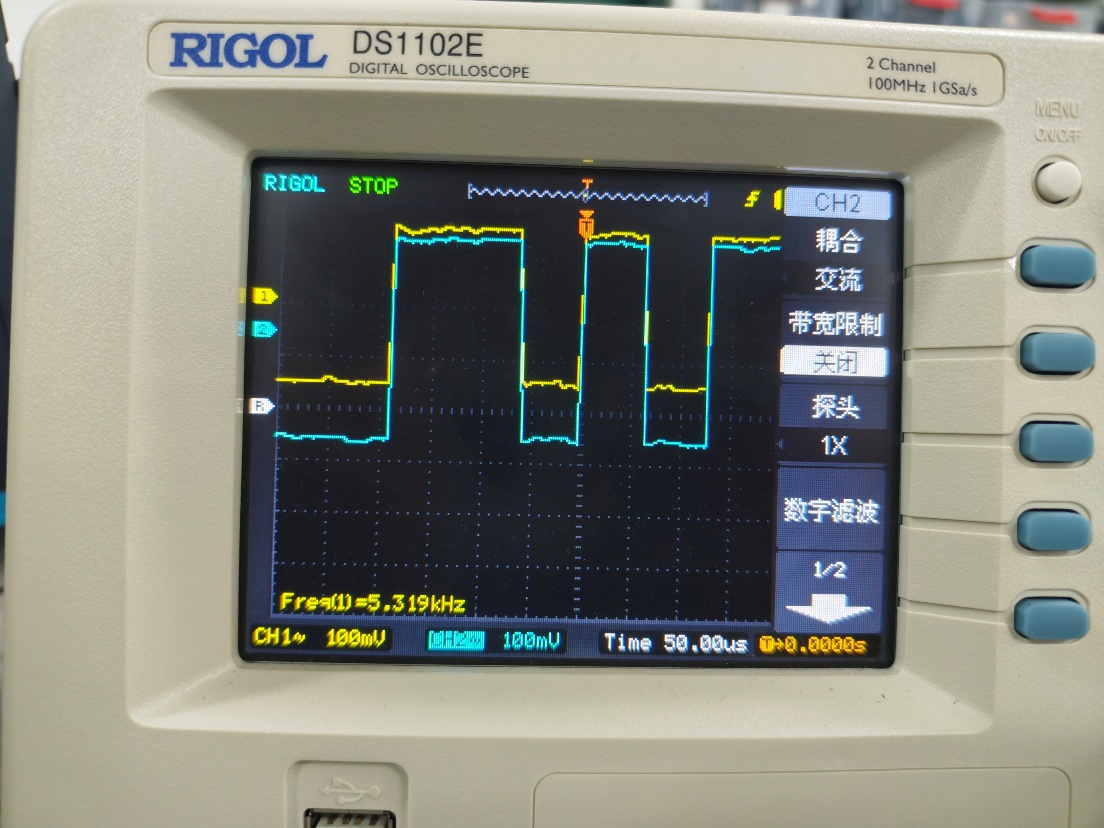 RIGOL DS1102E
DIGITAL OSCILLOSCOPE
2 Channel
100MHz 1GSa/s
MENU
ON/OFF
RIGOL STOP
T
T
1
2
CH2
耦合
交流
带宽限制
关闭
探头
1X
数字滤波
1/2
Freq(1)=5.319kHz
CH1~ 100mV
100mV
Time 50.00us
T→0.0000s